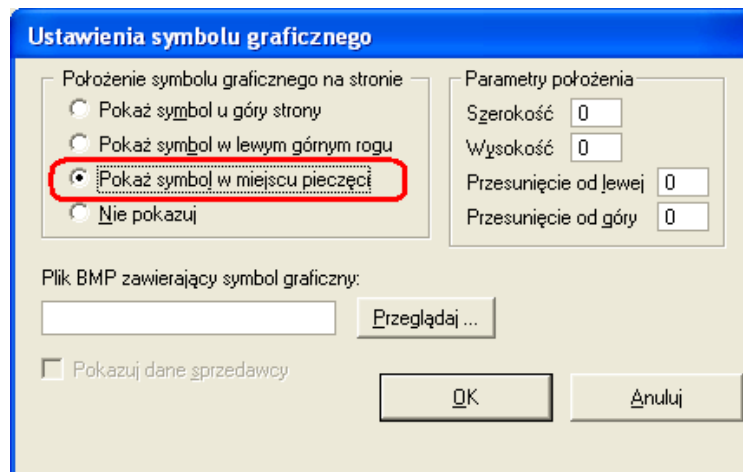 Ustawienia symbolu graficznego
Położenie symbolu graficznego na stronie
Pokaż symbol u góry strony
Pokaż symbol w lewym górnym rogu
Pokaż symbol w miejscu pieczęci
Nie pokazuj
Parametry położenia
Szerokość 0
Wysokość 0
Przesunięcie od lewej 0
Przesunięcie od góry 0
Plik BMP zawierający symbol graficzny:
Przeglądaj ...
Pokazuj dane sprzedawcy
OK
Anuluj